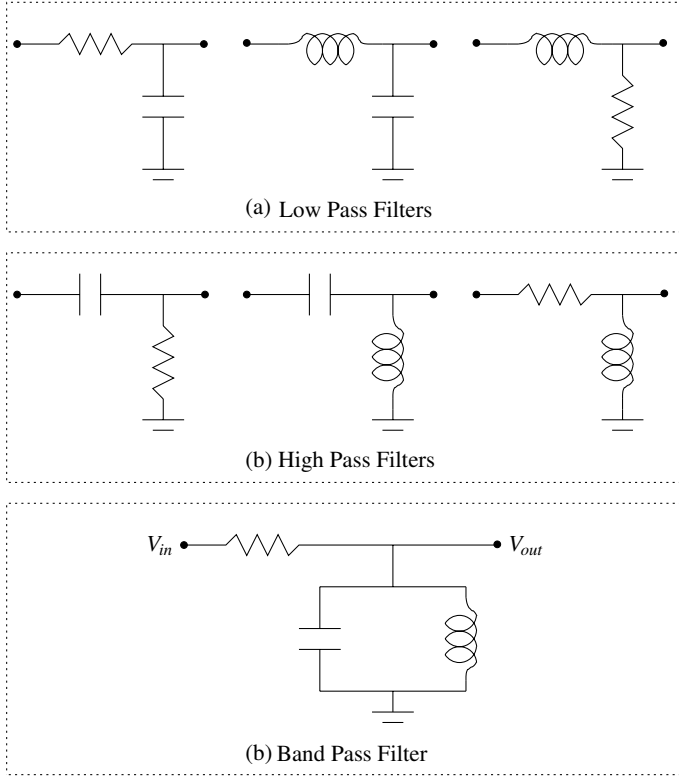 (a) Low Pass Filters
(b) High Pass Filters
V_in V_out
(b) Band Pass Filter